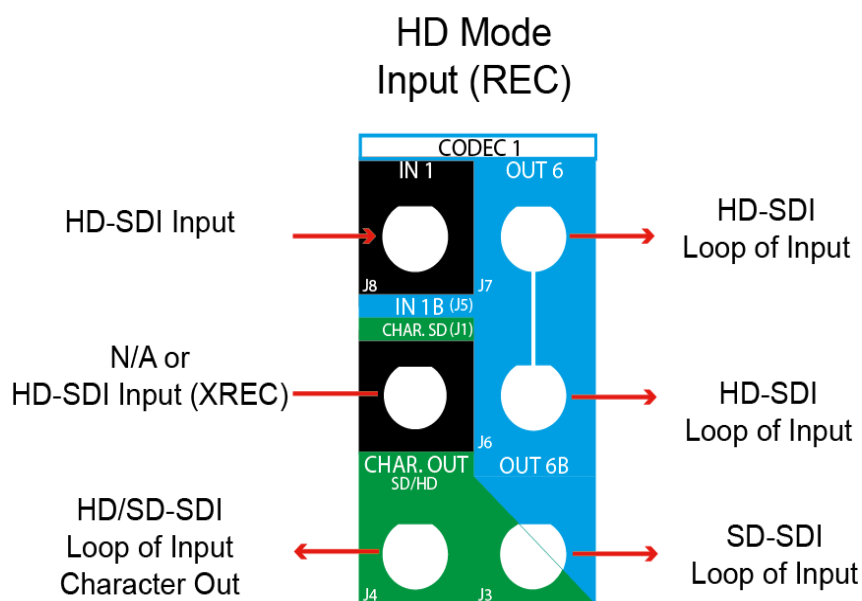 HD Mode
Input (REC)
CODEC 1
IN 1
OUT 6
HD-SDI Input
HD-SDI
Loop of Input
J8
J7
IN 1B (J5)
CHAR. SD (J1)
N/A or
HD-SDI Input (XREC)
HD-SDI
Loop of Input
J6
CHAR. OUT
SD/HD
OUT 6B
HD/SD-SDI
Loop of Input
Character Out
SD-SDI
Loop of Input
J4
J3